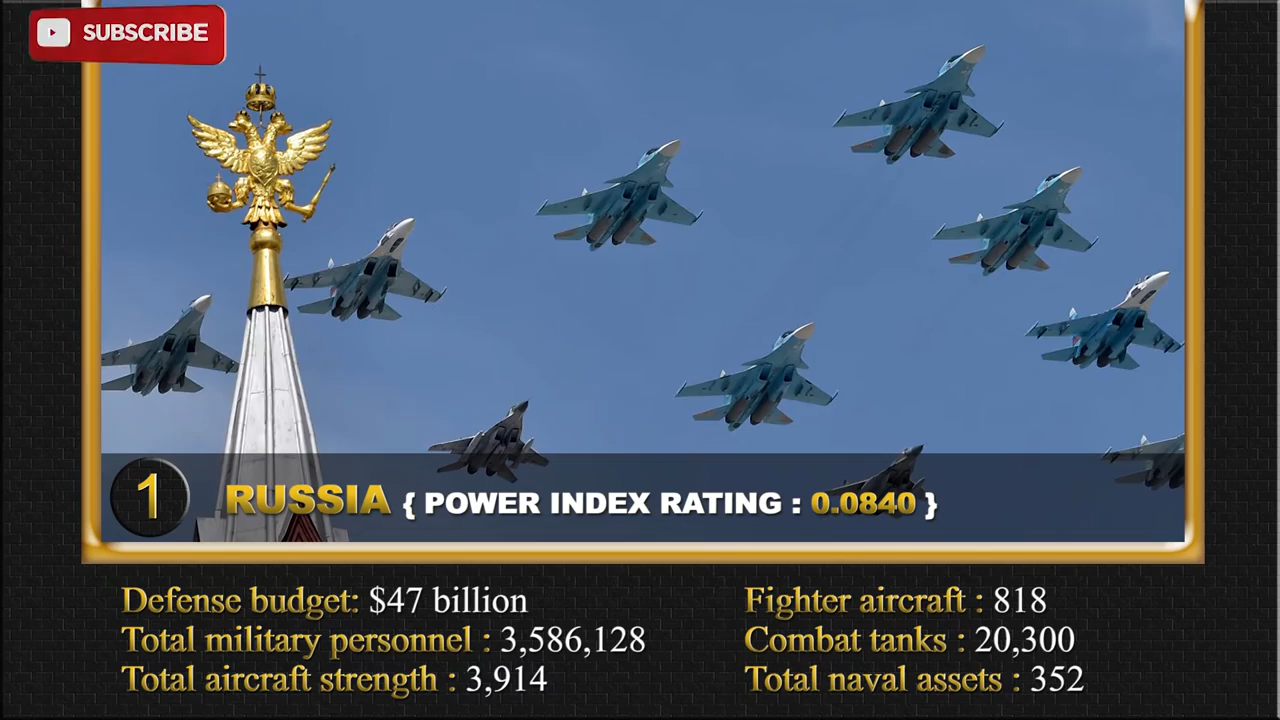 SUBSCRIBE
1 RUSSIA { POWER INDEX RATING : 0.0840 }
Defense budget: $47 billion
Total military personnel : 3,586,128
Total aircraft strength : 3,914
Fighter aircraft : 818
Combat tanks : 20,300
Total naval assets : 352